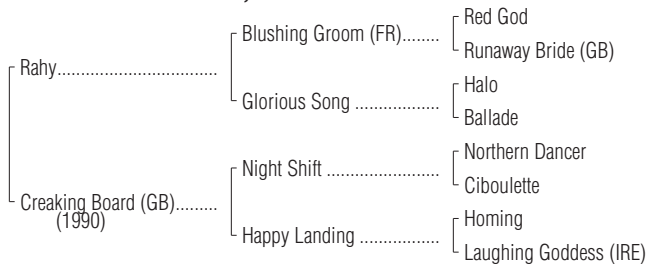 Red God
Blushing Groom (FR)........
Runaway Bride (GB)
Rahy..................................
Halo
Glorious Song ..................
Ballade
Northern Dancer
Night Shift ........................
Ciboulette
Creaking Board (GB).........
(1990)
Homing
Happy Landing .................
Laughing Goddess (IRE)